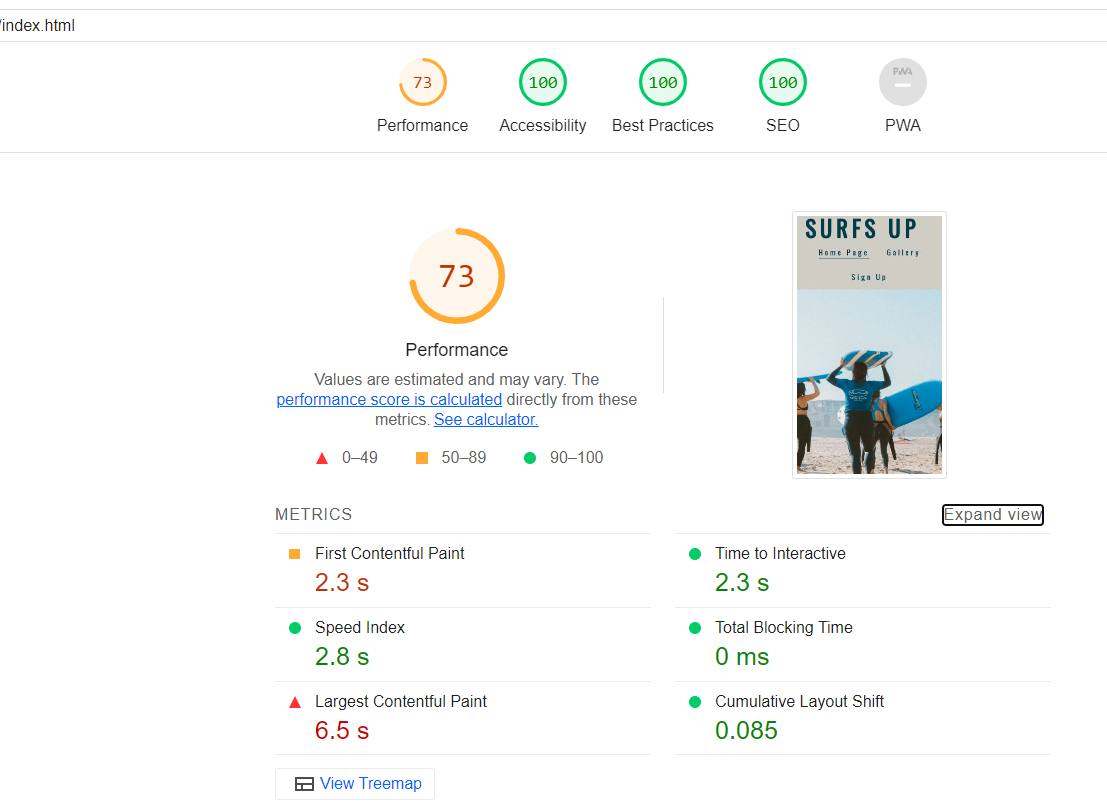 /index.html
73
100
100
100
PWA
Performance
Accessibility
Best Practices
SEO
PWA
73
Performance
Values are estimated and may vary. The
performance score is calculated directly from these
metrics. See calculator.
0–49
50–89
90–100
SURFS UP
Home Page Gallery
Sign Up
METRICS
Expand view
First Contentful Paint
2.3 s
Time to Interactive
2.3 s
Speed Index
2.8 s
Total Blocking Time
0 ms
Largest Contentful Paint
6.5 s
Cumulative Layout Shift
0.085
View Treemap